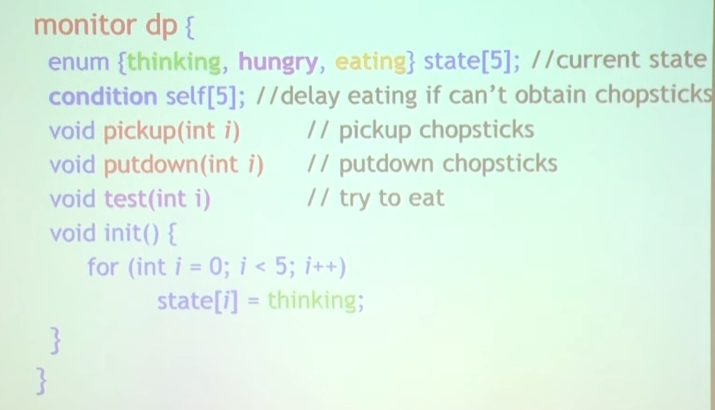 monitor dp {
enum {thinking, hungry, eating} state[5]; //current state
condition self[5]; //delay eating if can't obtain chopsticks
void pickup(int i) // pickup chopsticks
void putdown(int i) // putdown chopsticks
void test(int i) // try to eat
void init() {
for (int i = 0; i < 5; i++)
state[i] = thinking;
}
}